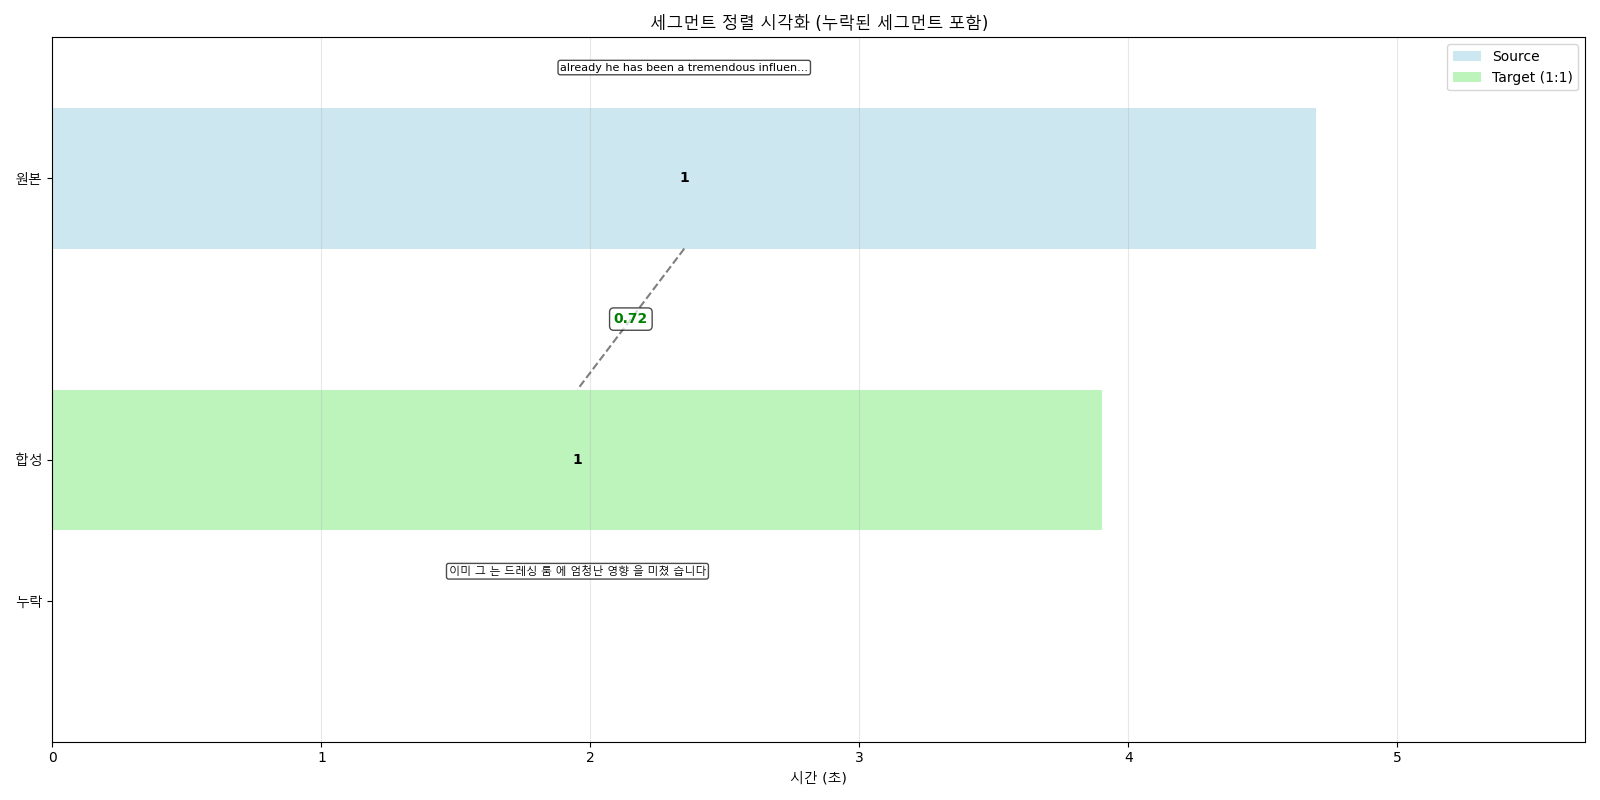 세그먼트 정렬 시각화 (누락된 세그먼트 포함)
already he has been a tremendous influen...
Source
Target (1:1)
원본
1
0.72
합성
1
이미 그 는 드레싱 룸 에 엄청난 영향 을 미쳤 습니다
누락
0 1 2 3 4 5
시간 (초)